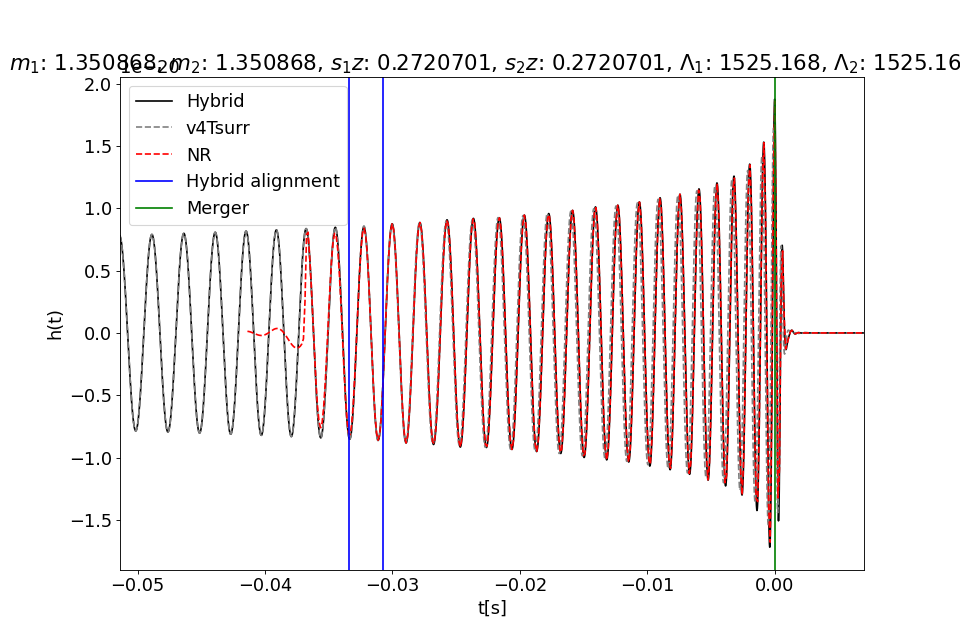 m₁: 1.350868, m₂: 1.350868, s₁z: 0.2720701, s₂z: 0.2720701, Λ₁: 1525.168, Λ₂: 1525.16
1e−20
Hybrid
v4Tsurr
NR
Hybrid alignment
Merger
2.0
1.5
1.0
0.5
0.0
−0.5
−1.0
−1.5
h(t)
−0.05
−0.04
−0.03
−0.02
−0.01
0.00
t[s]